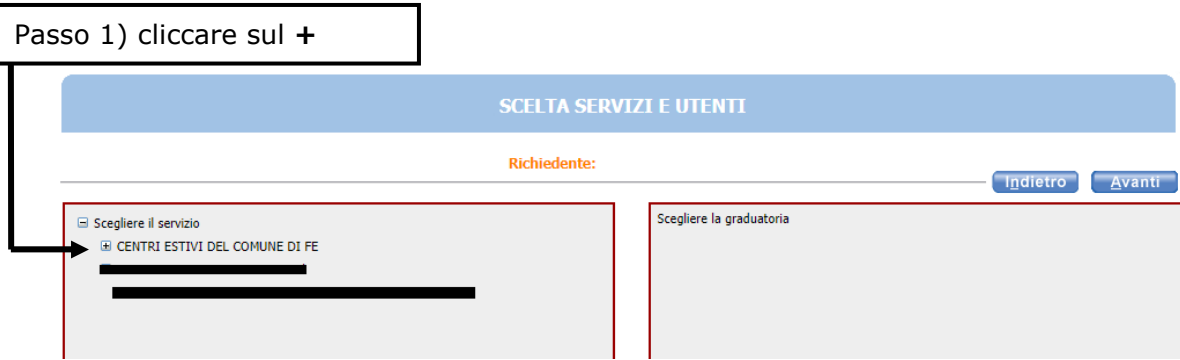 Passo 1) cliccare sul +
SCELTA SERVIZI E UTENTI
Richiedente:
Indietro Avanti
Scegliere il servizio
CENTRI ESTIVI DEL COMUNE DI FE
Scegliere la graduatoria